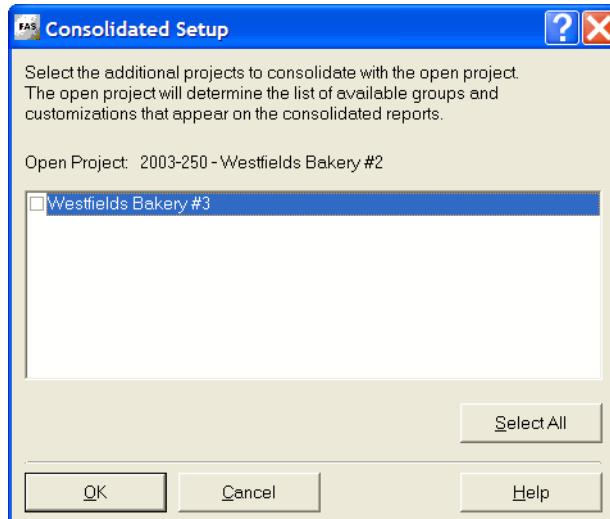 FAS Consolidated Setup
Select the additional projects to consolidate with the open project.
The open project will determine the list of available groups and
customizations that appear on the consolidated reports.
Open Project: 2003-250 - Westfields Bakery #2
Westfields Bakery #3
Select All
OK Cancel Help